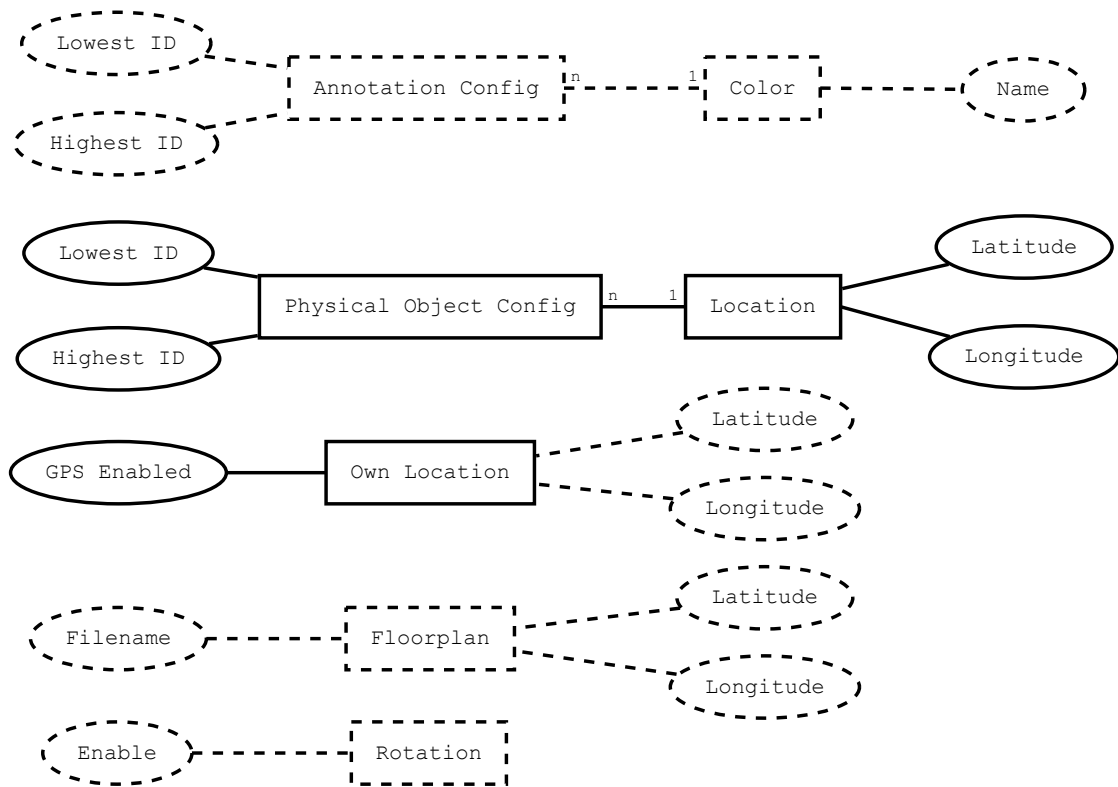 Lowest ID
Highest ID
Annotation Config
n
1
Color
Name
Lowest ID
Highest ID
Physical Object Config
n
1
Location
Latitude
Longitude
GPS Enabled
Own Location
Latitude
Longitude
Filename
Floorplan
Latitude
Longitude
Enable
Rotation